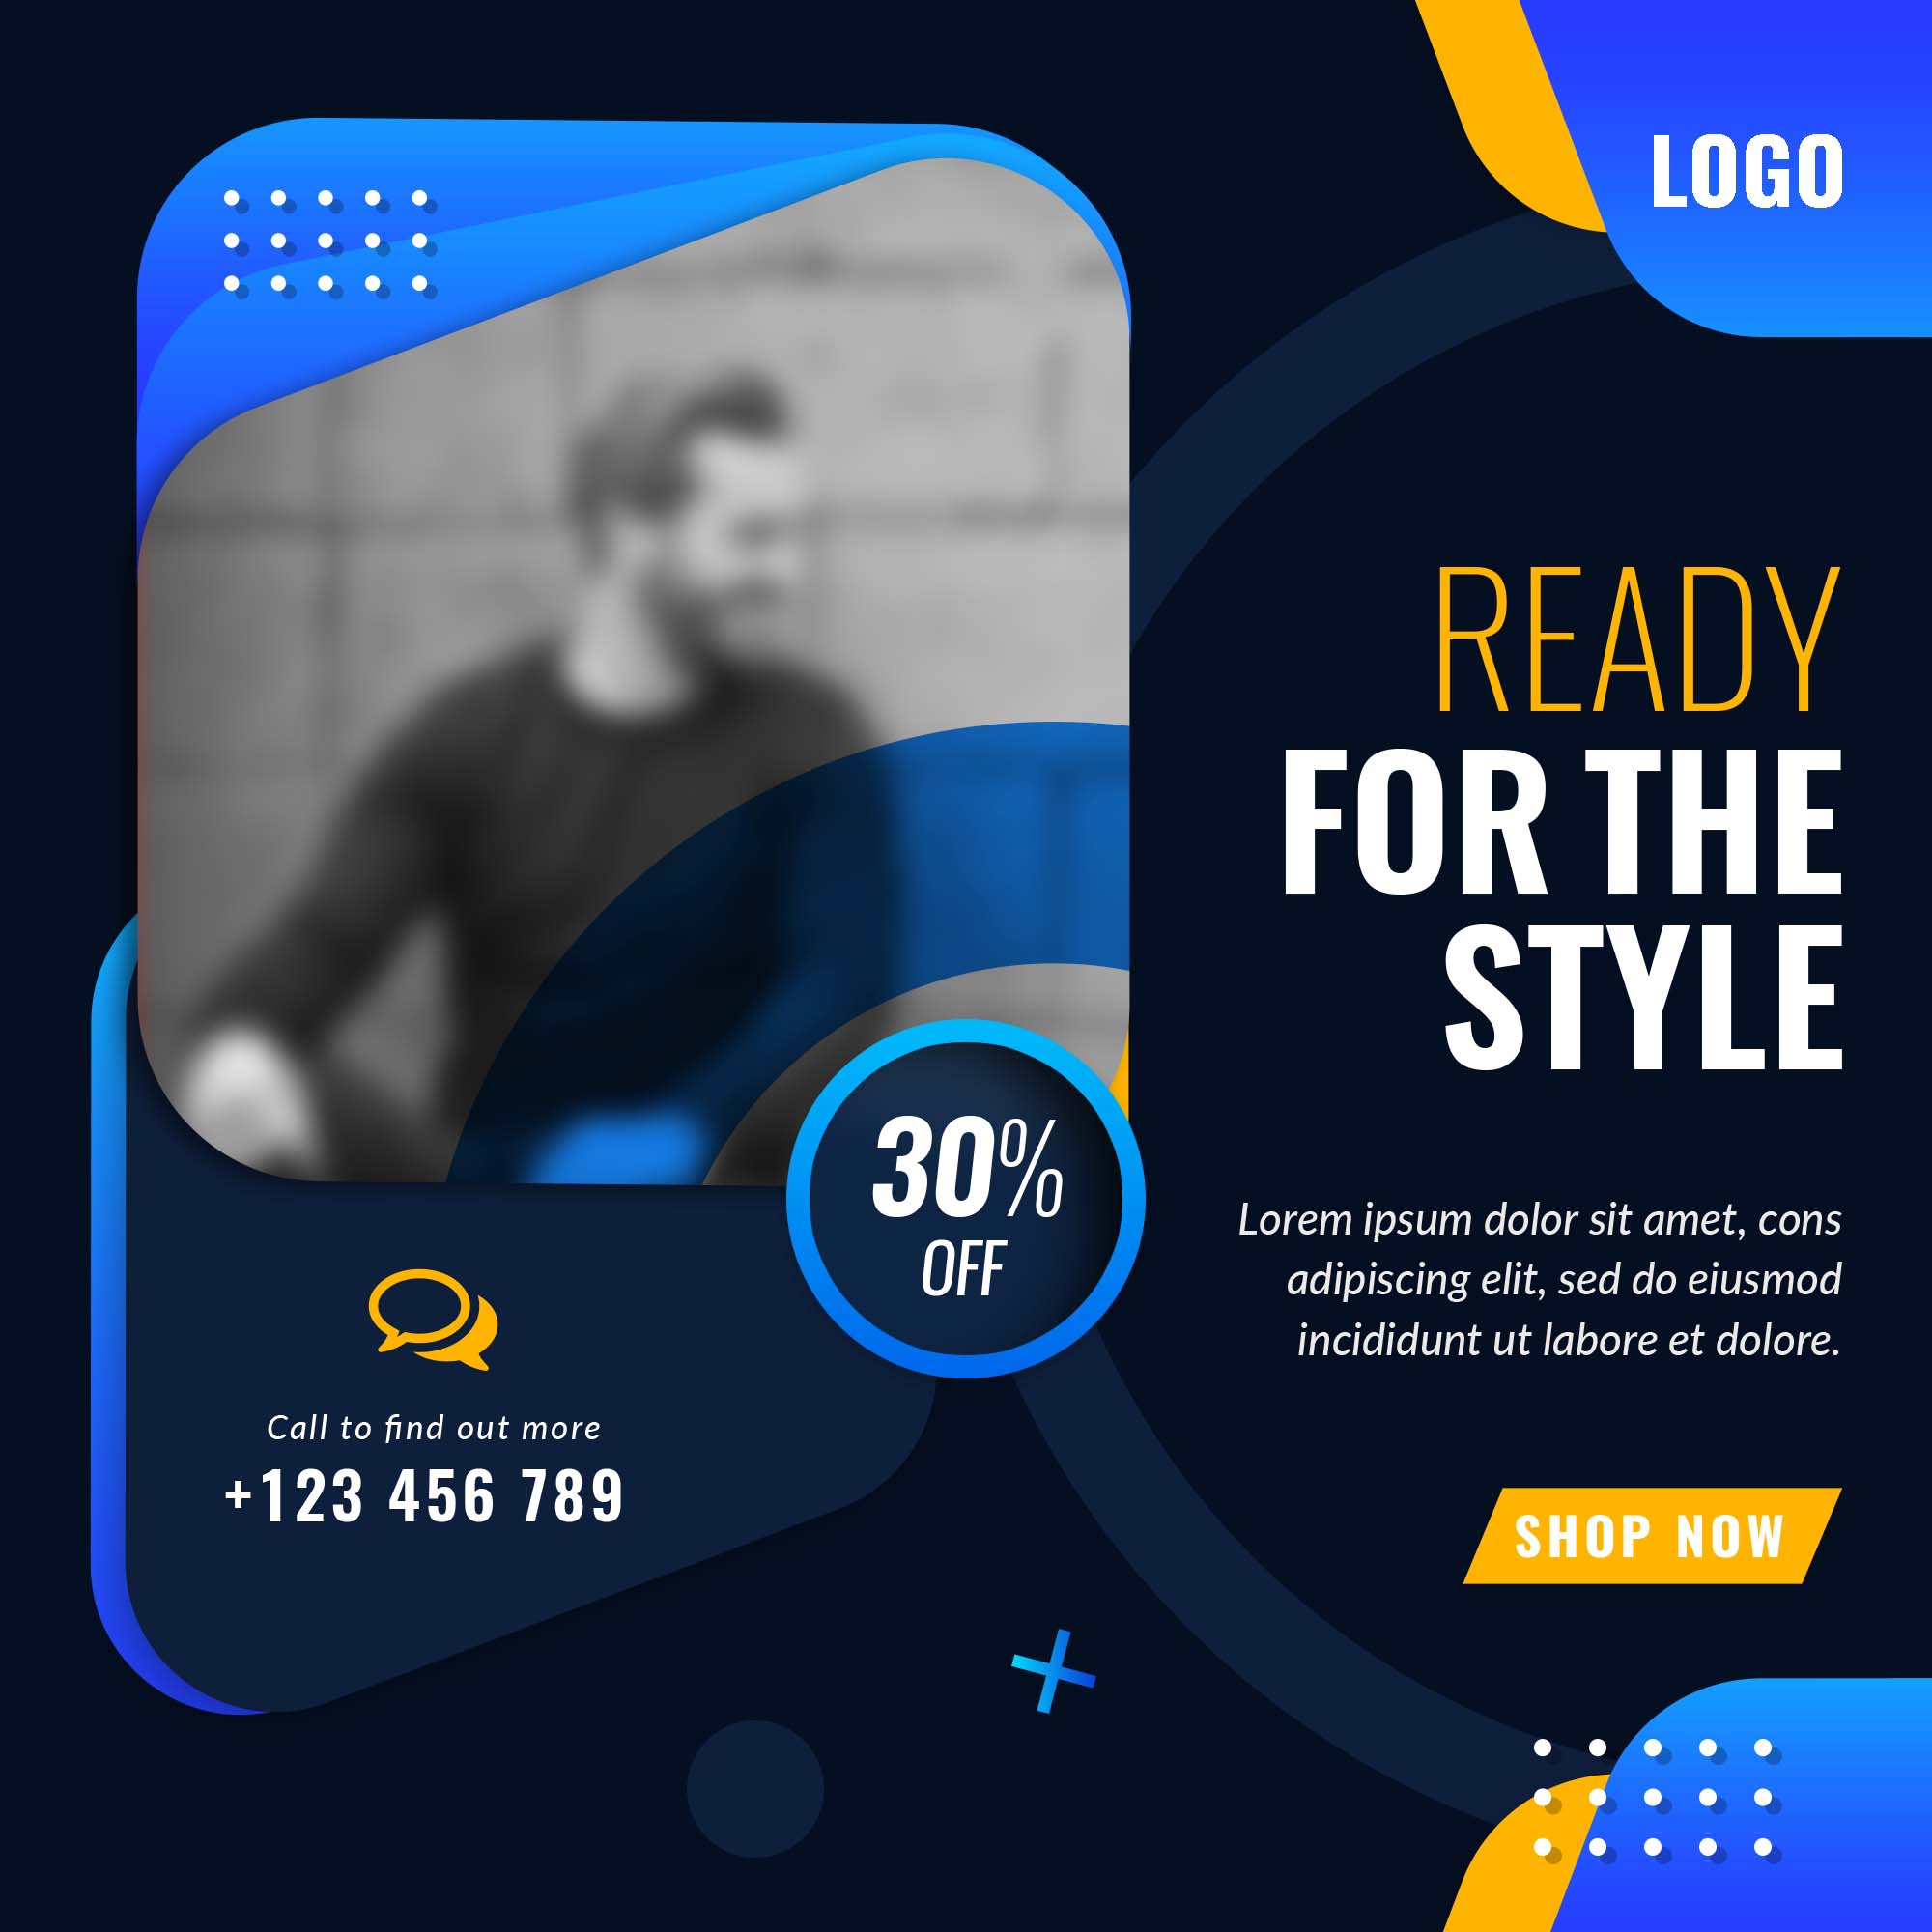 LOGO
READY
FOR THE
STYLE
30%
OFF
Lorem ipsum dolor sit amet, cons
adipiscing elit, sed do eiusmod
incididunt ut labore et dolore.
Call to find out more
+123 456 789
SHOP NOW